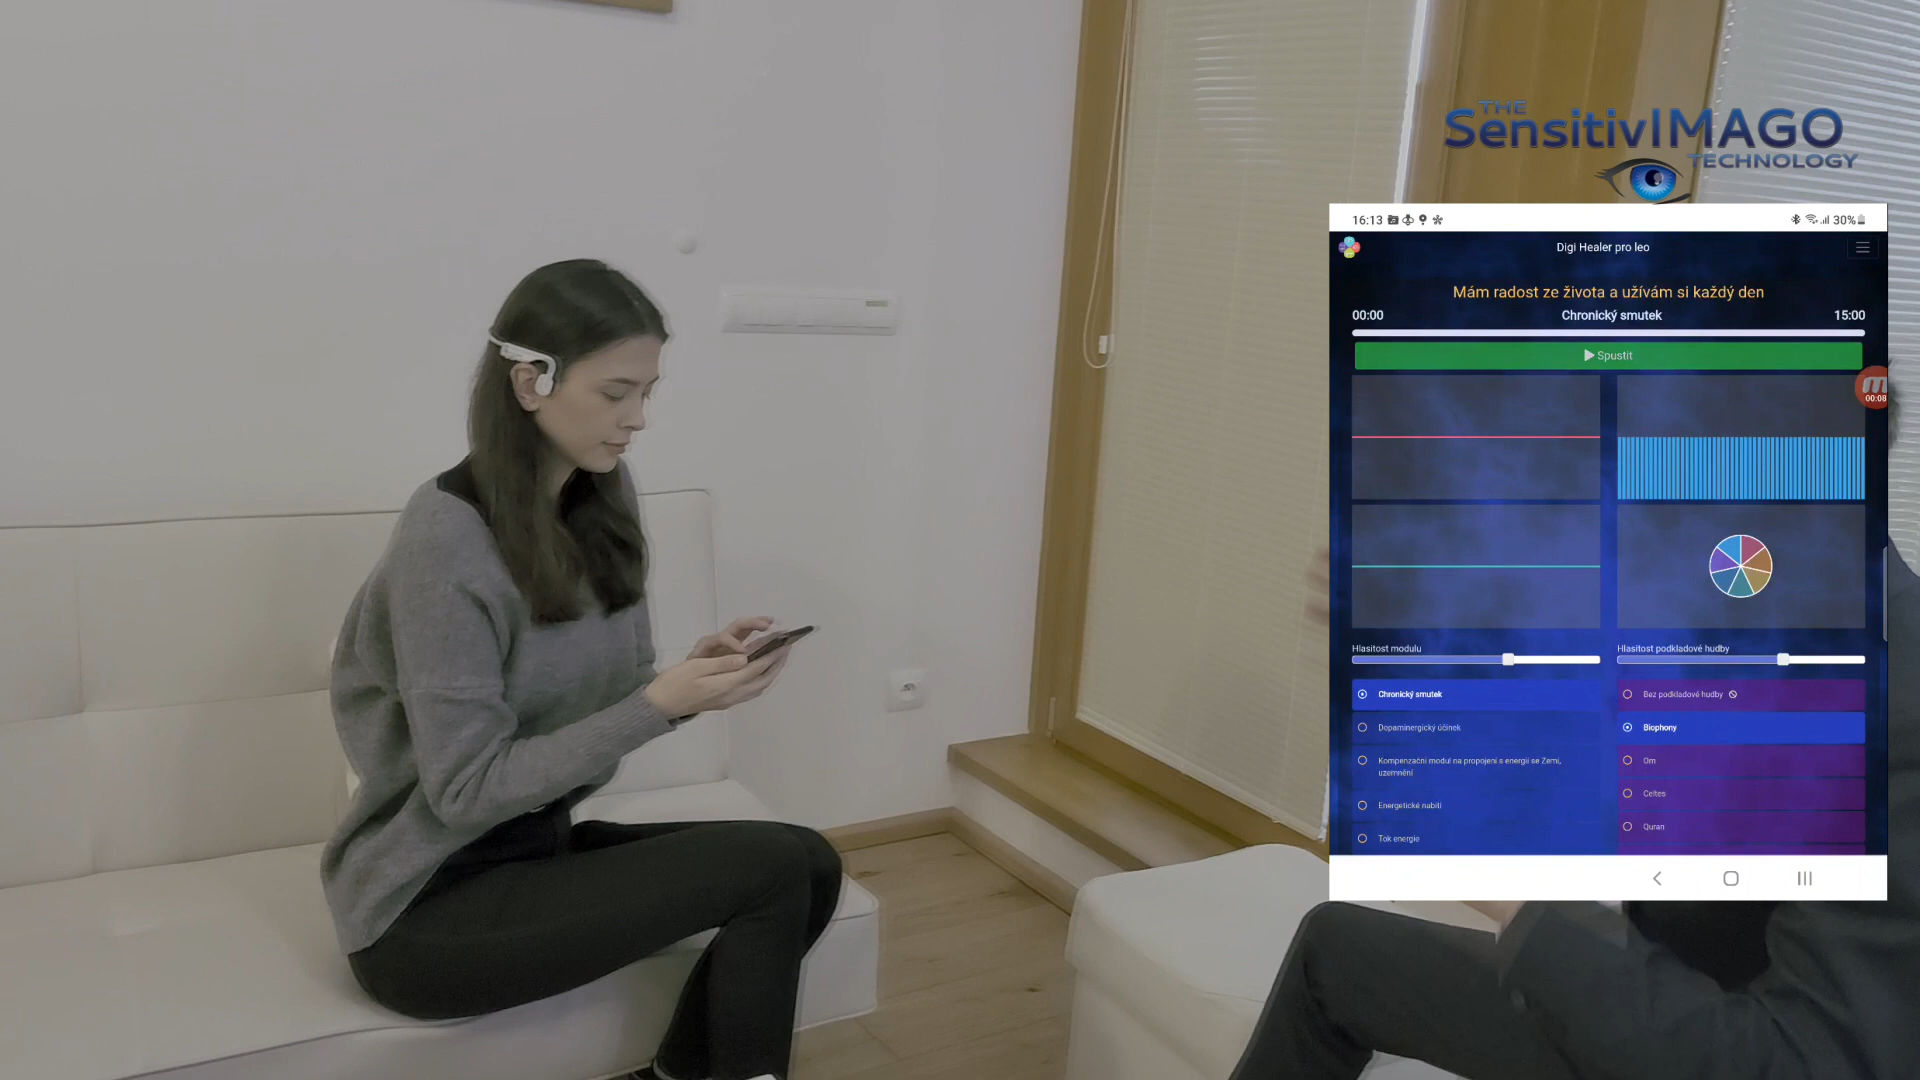 THE
SensitivIMAGO
TECHNOLOGY
16:13
30%
Digi Healer pro leo
Mám radost ze života a užívám si každý den
00:00
Chronický smutek
15:00
Spustit
00:08
Hlasitost modulu
Hlasitost podkladové hudby
Chronický smutek
Dopaminergický účinek
Kompenzační modul na propojení s energií se Zemí,
uzemnění
Energetické nabití
Tok energie
Bez podkladové hudby
Biophony
Om
Celtes
Quran